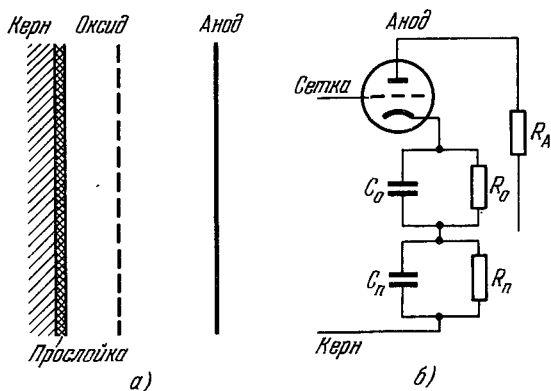 Керн Оксид Анод
Прослойка
а)
Анод
Сетка
R_A
C_о R_о
C_п R_п
Керн
б)